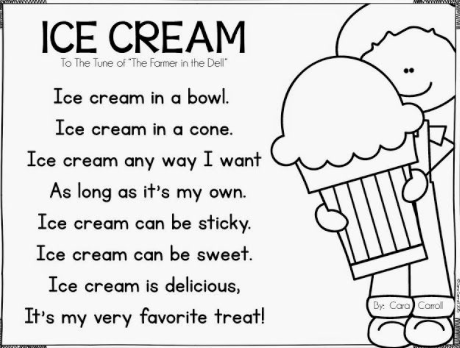 ICE CREAM
To The Tune of "The Farmer in the Dell"
Ice cream in a bowl.
Ice cream in a cone.
Ice cream any way I want
As long as it's my own.
Ice cream can be sticky.
Ice cream can be sweet.
Ice cream is delicious,
It's my very favorite treat!
By: Cara Carroll